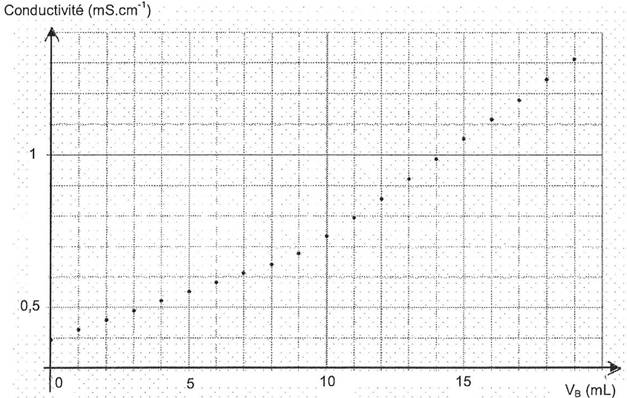 Conductivité (mS.cm⁻¹)
1
0,5
0 5 10 15
V_B (mL)